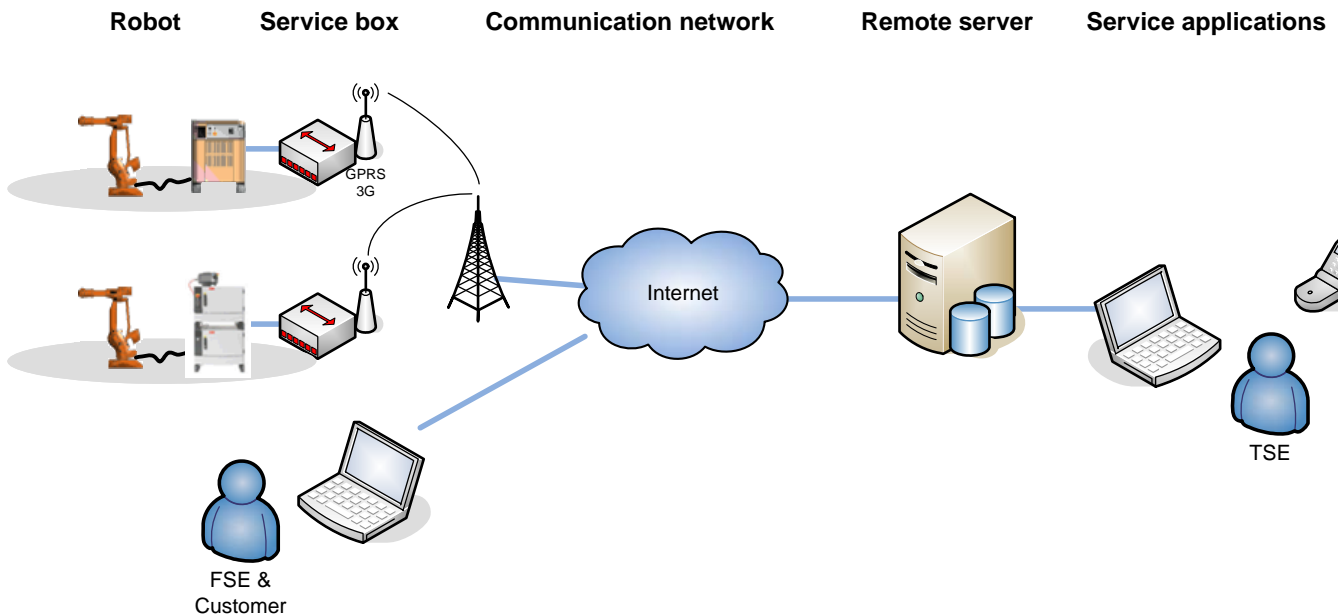 Robot
Service box
Communication network
Remote server
Service applications
GPRS
3G
Internet
TSE
FSE &
Customer